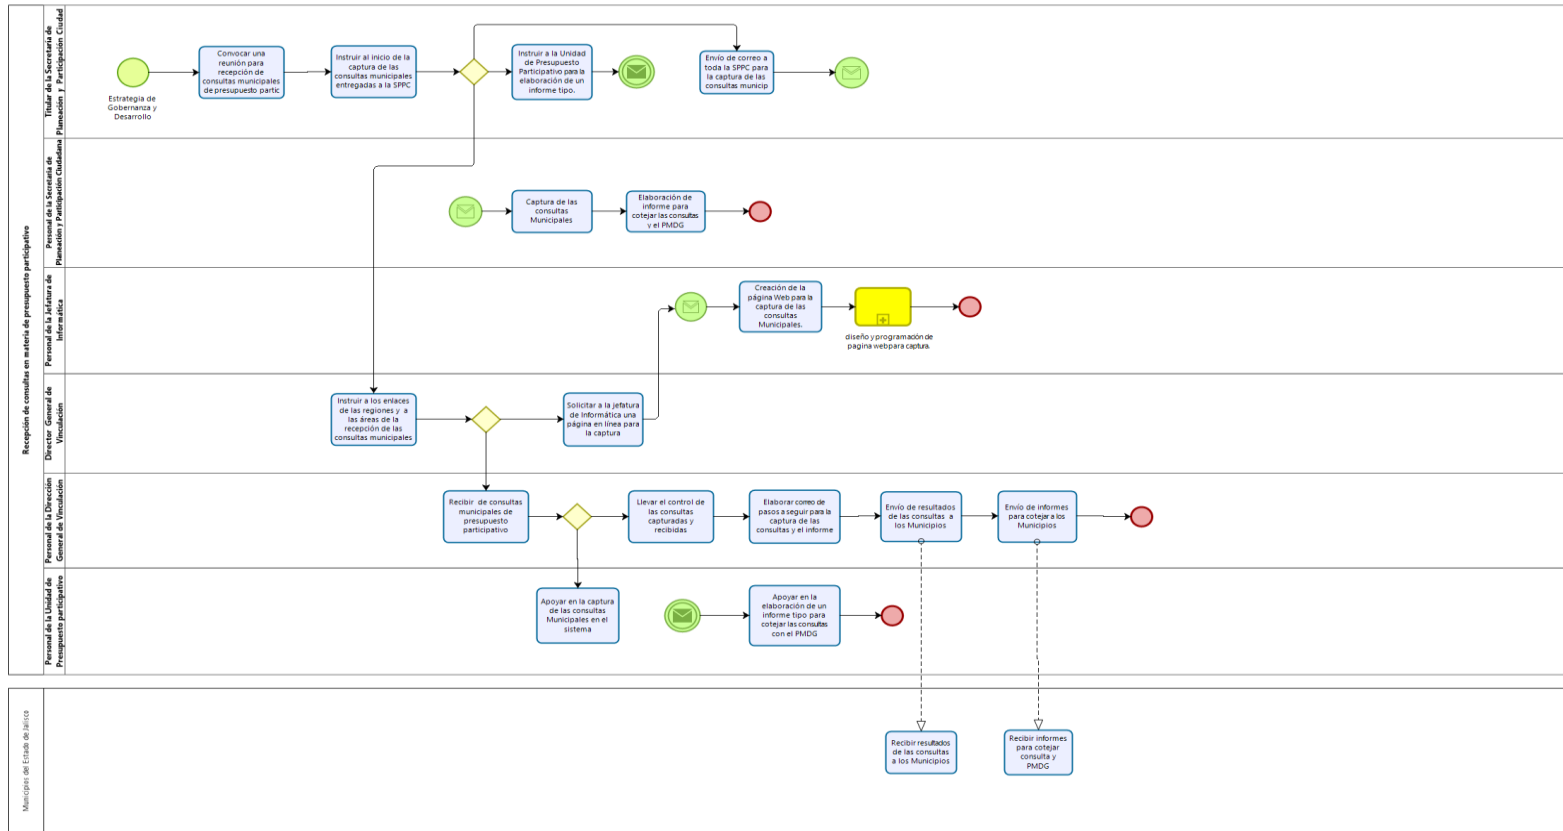 Recepción de consultas en materia de presupuesto participativo
Titular de la Secretaria de
Planeación y Participación Ciudad
Estrategia de
Gobernanza y
Desarrollo
Convocar una
reunión para
recepción de
consultas municipales
de presupuesto partic
Instruir al inicio de la
captura de las
consultas municipales
entregadas a la SPPC
Instruir a la Unidad
de Presupuesto
Participativo para la
elaboración de un
informe tipo.
Envío de correo a
toda la SPPC para
la captura de las
consultas municip
Personal de la Secretaria de
Planeación y Participación Ciudadana
Captura de las
consultas
Municipales
Elaboración de
informe para
cotejar las consultas
y el PMDG
Personal de la Jefatura de
Informática
Creación de la
página Web para la
captura de las
consultas
Municipales.
diseño y programación de
pagina web para captura.
Director General de
Vinculación
Instruir a los enlaces
de las regiones y a
las áreas de la
recepción de las
consultas municipales
Solicitar a la jefatura
de Informática una
página en línea para
la captura
Personal de la Dirección
General de Vinculación
Recibir de consultas
municipales de
presupuesto
participativo
Llevar el control de
las consultas
capturadas y
recibidas
Elaborar correo de
pasos a seguir para la
captura de las
consultas y el informe
Envío de resultados
de las consultas a
los Municipios
Envío de informes
para cotejar a los
Municipios
Personal de la Unidad de
Presupuesto participativo
Apoyar en la captura
de las consultas
Municipales en el
sistema
Apoyar en la
elaboración de un
informe tipo para
cotejar las consultas
con el PMDG
Municipios del Estado de Jalisco
Recibir resultados
de las consultas
a los Municipios
Recibir informes
para cotejar
consulta y
PMDG